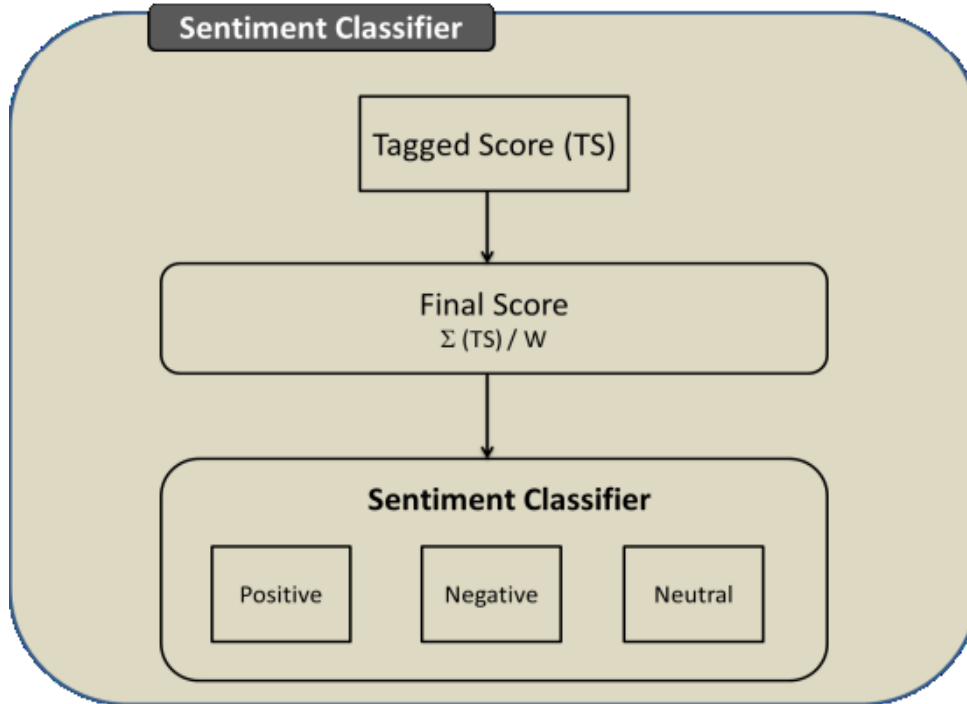 Sentiment Classifier
Tagged Score (TS)
Final Score
Σ (TS) / W
Sentiment Classifier
Positive
Negative
Neutral